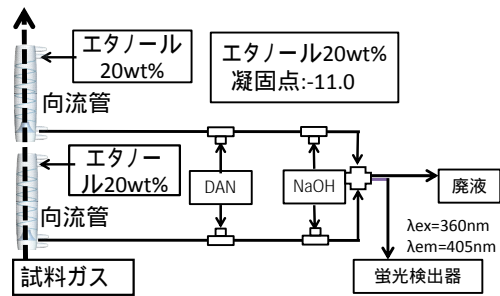 エタノール
20wt%
エタノール20wt%
凝固点:-11.0
向流管
エタノー
ル20wt%
DAN
NaOH
廃液
向流管
λex=360nm
λem=405nm
試料ガス
蛍光検出器